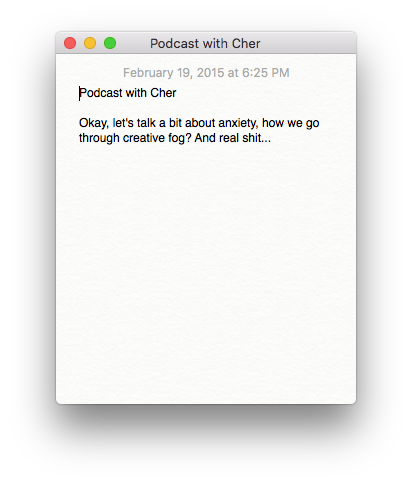 Podcast with Cher
February 19, 2015 at 6:25 PM
Podcast with Cher
Okay, let's talk a bit about anxiety, how we go
through creative fog? And real shit...